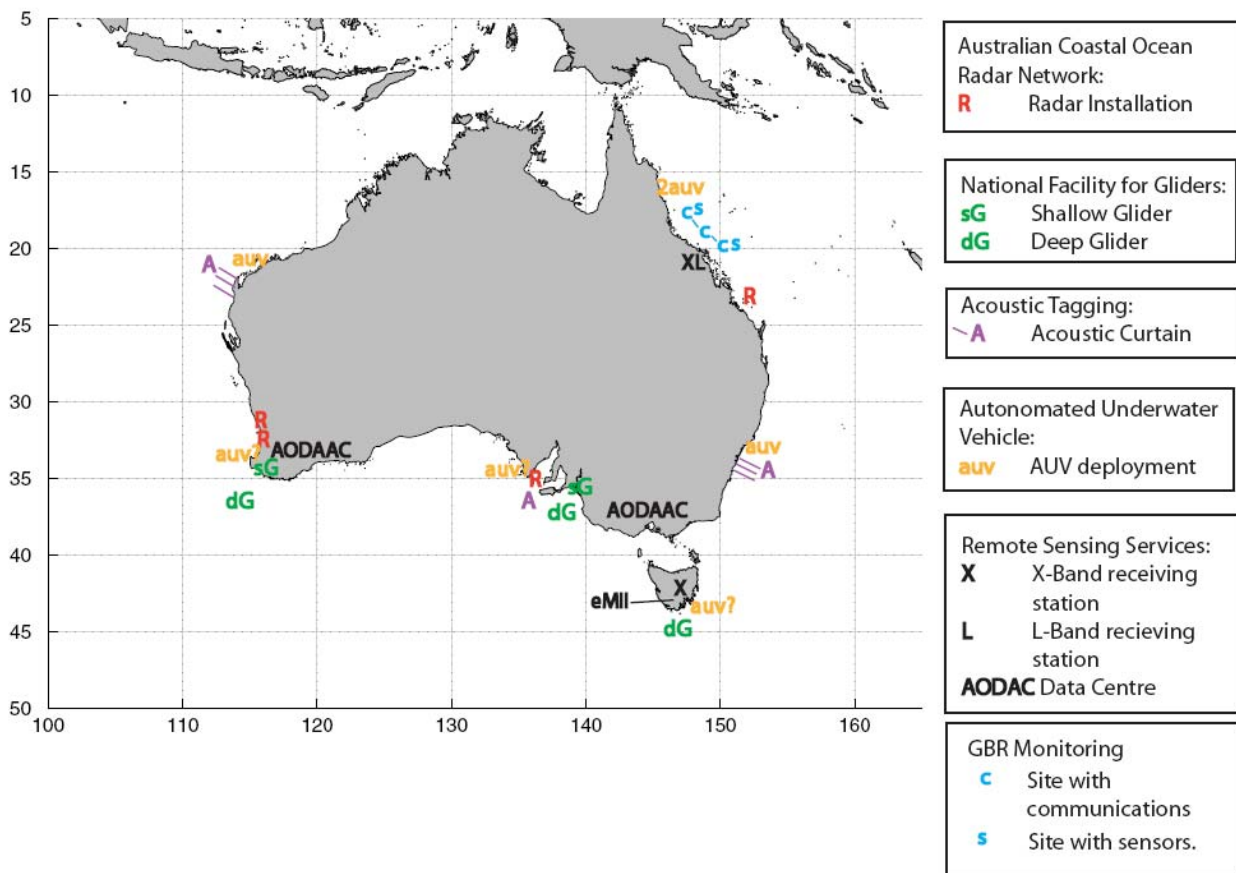 5
10
15
20
25
30
35
40
45
50
100
110
120
130
140
150
160
2auv
c s
c
c s
XL
R
A
auv
R
R
auv?
AODAAC
sG
dG
auv?
R
A
sG
dG
AODAAC
auv
A
X
eMII
auv?
dG
Australian Coastal Ocean
Radar Network:
R Radar Installation
National Facility for Gliders:
sG Shallow Glider
dG Deep Glider
Acoustic Tagging:
A Acoustic Curtain
Autonomated Underwater
Vehicle:
auv AUV deployment
Remote Sensing Services:
X X-Band receiving
station
L L-Band recieving
station
AODAC Data Centre
GBR Monitoring
c Site with
communications
s Site with sensors.